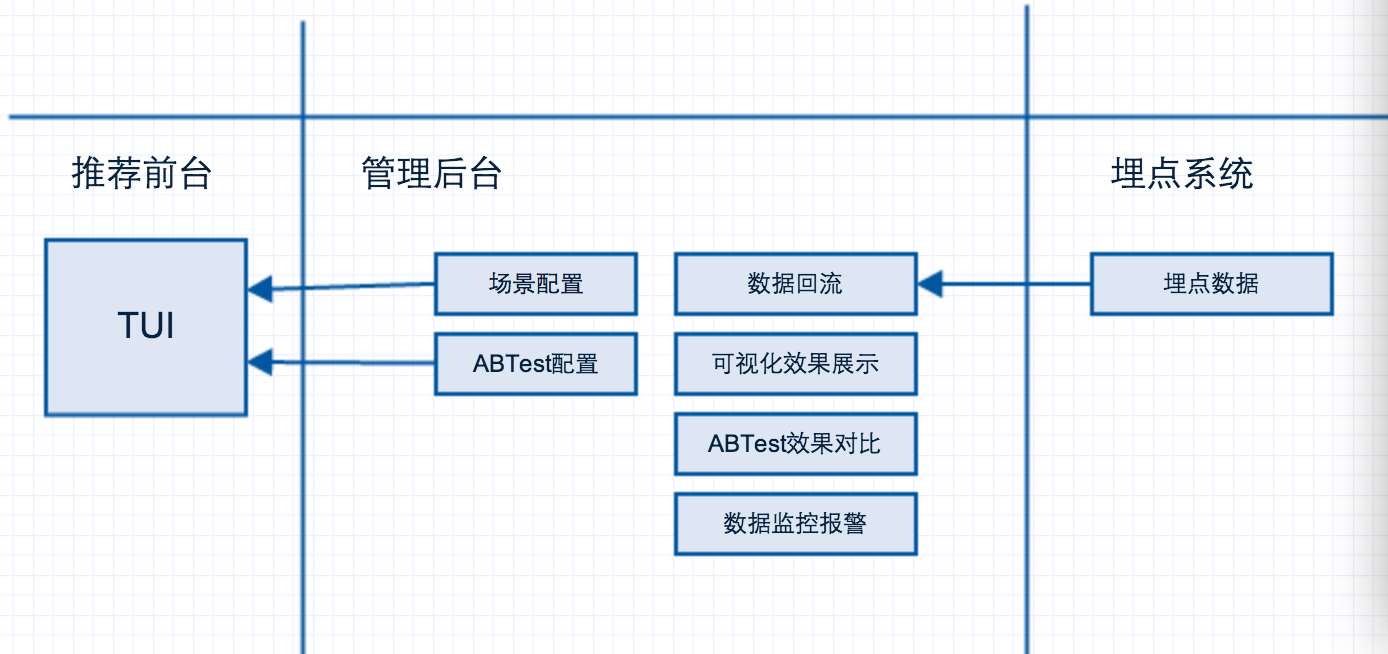 推荐前台
管理后台
埋点系统
TUI
场景配置
ABTest配置
数据回流
可视化效果展示
ABTest效果对比
数据监控报警
埋点数据